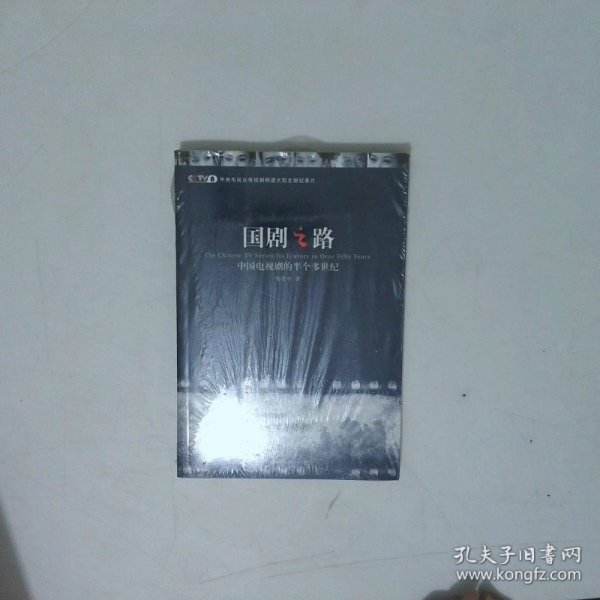 CCTV 8 中央电视台电视剧频道大型文献纪录片
国剧之路
The Chinese TV Series:Its History in Over Fifty Years
中国电视剧的半个多世纪
著
孔夫子旧书网
www.kongfz.com